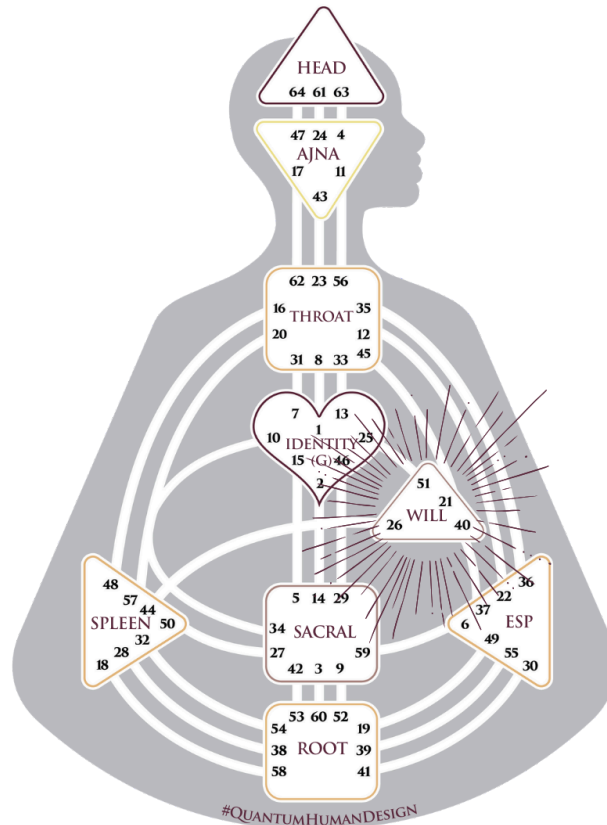 HEAD
64 61 63
47 24 4
AJNA
17 11
43
62 23 56
16 35
THROAT
20 12
45
31 8 33
7 13
1
10 IDENTITY 25
15 (G) 46
2
51
21
WILL
26 40
48
57
44
SPLEEN 50
32
28
18
5 14 29
34
SACRAL
27 59
42 3 9
36
22
37
6 ESP
49
55
30
53 60 52
54 19
ROOT
38 39
58 41
#QUANTUMHUMANDESIGN